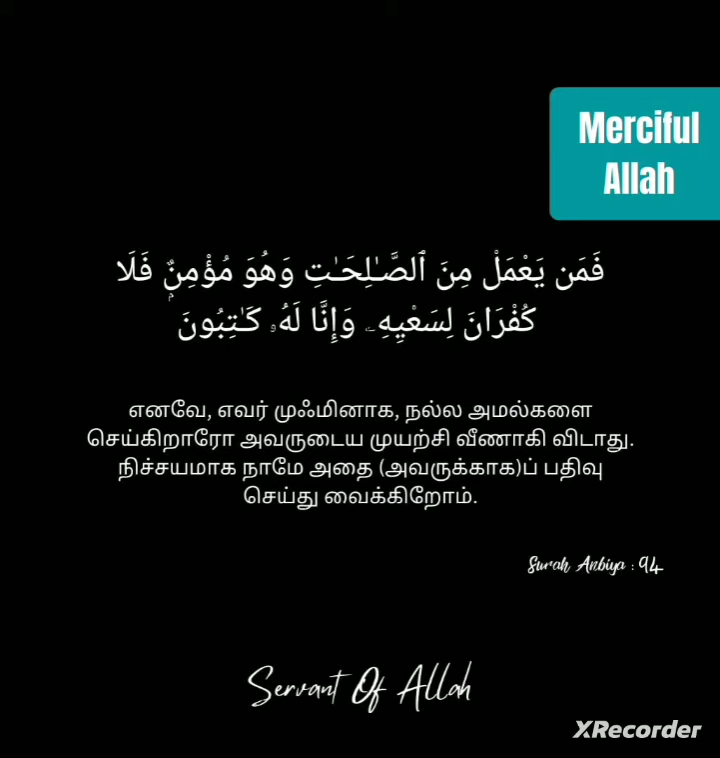 Merciful
Allah
فَمَن يَعْمَلْ مِنَ ٱلصَّـٰلِحَـٰتِ وَهُوَ مُؤْمِنٌۭ فَلَا
كُفْرَانَ لِسَعْيِهِۦ وَإِنَّا لَهُۥ كَـٰتِبُونَ
எனவே, எவர் முஃமினாக, நல்ல அமல்களை
செய்கிறாரோ அவருடைய முயற்சி வீணாகி விடாது.
நிச்சயமாக நாமே அதை (அவருக்காக)ப் பதிவு
செய்து வைக்கிறோம்.
Surah Anbiya : 94
Servant Of Allah
XRecorder